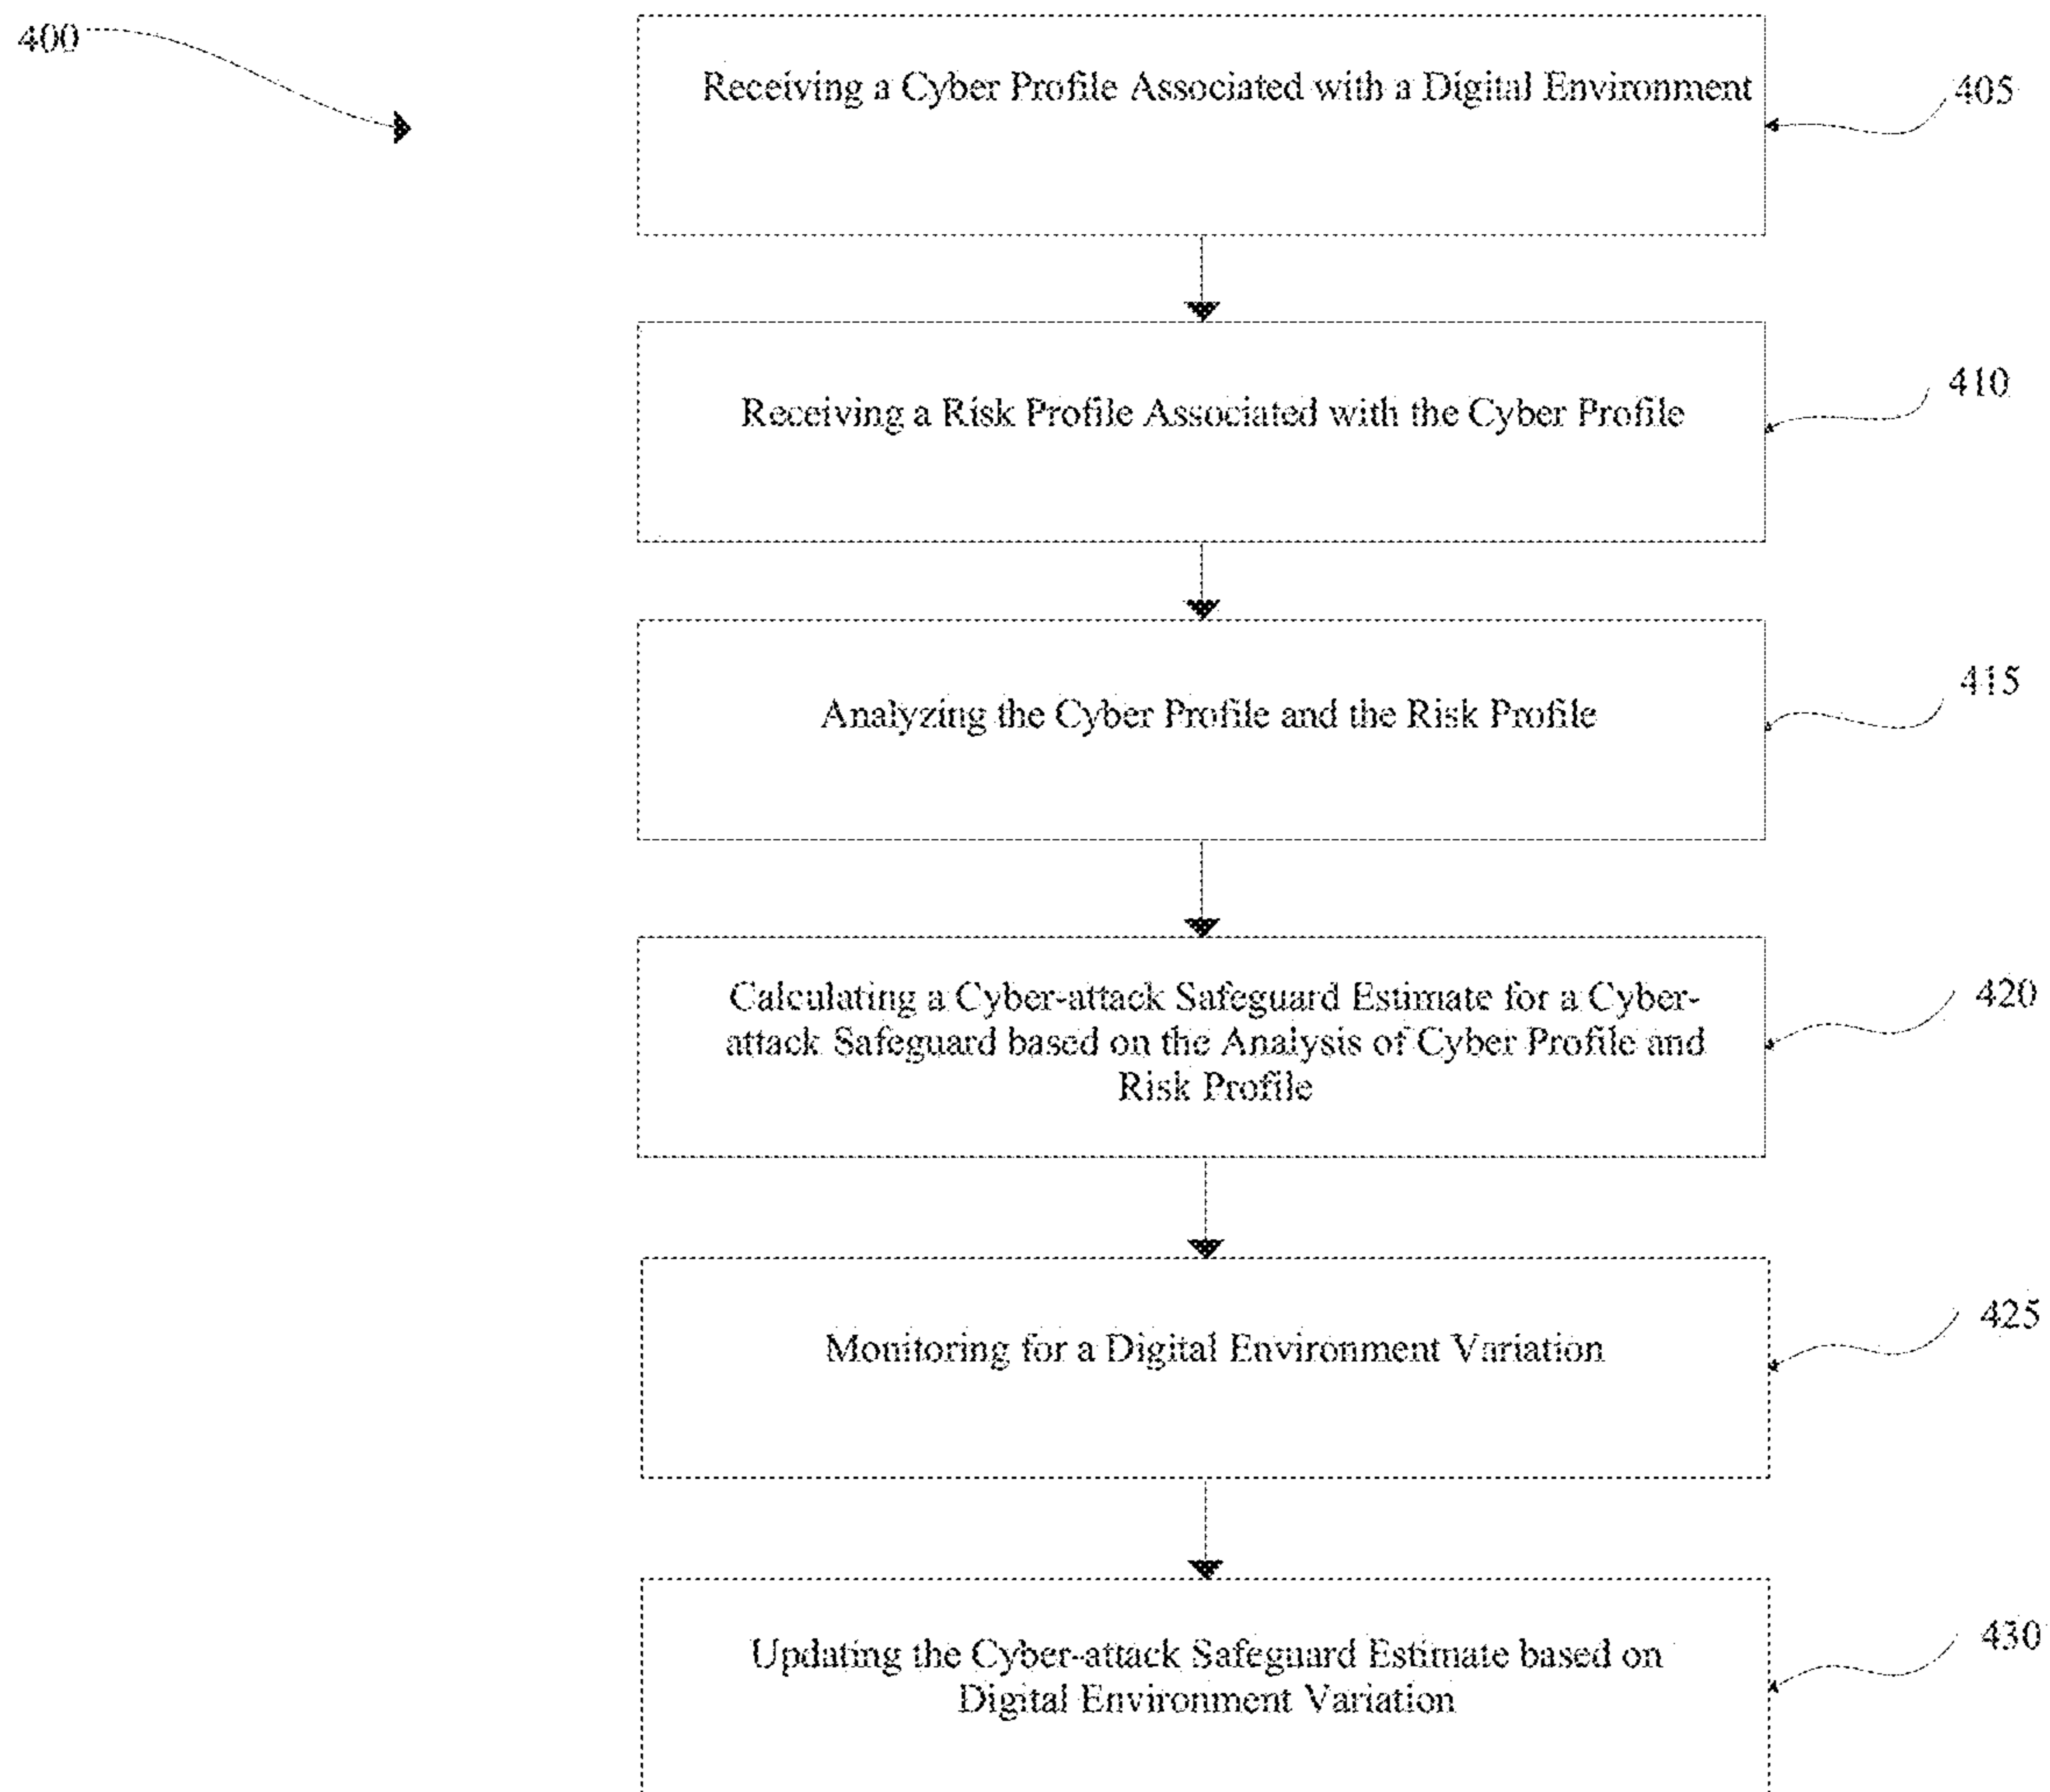 400
Receiving a Cyber Profile Associated with a Digital Environment
405
Receiving a Risk Profile Associated with the Cyber Profile
410
Analyzing the Cyber Profile and the Risk Profile
415
Calculating a Cyber-attack Safeguard Estimate for a Cyber-
attack Safeguard based on the Analysis of Cyber Profile and
Risk Profile
420
Monitoring for a Digital Environment Variation
425
Updating the Cyber-attack Safeguard Estimate based on
Digital Environment Variation
430